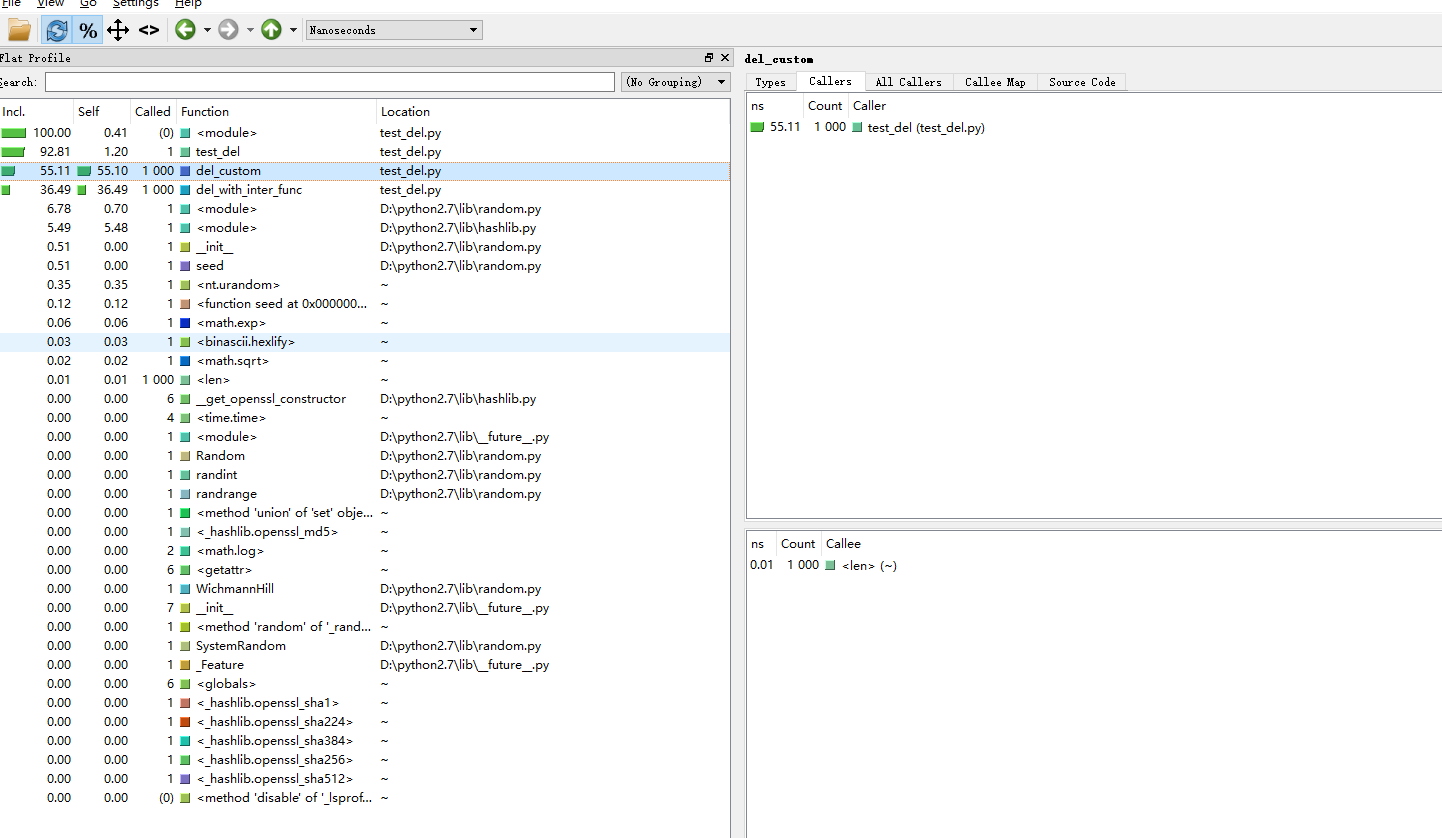 File View Go Settings Help
% <> Nanoseconds
Flat Profile
Search: (No Grouping)
Incl. Self Called Function Location
100.00 0.41 (0) <module> test_del.py
92.81 1.20 1 test_del test_del.py
55.11 55.10 1 000 del_custom test_del.py
36.49 36.49 1 000 del_with_inter_func test_del.py
6.78 0.70 1 <module> D:\python2.7\lib\random.py
5.49 5.48 1 <module> D:\python2.7\lib\hashlib.py
0.51 0.00 1 __init__ D:\python2.7\lib\random.py
0.51 0.00 1 seed D:\python2.7\lib\random.py
0.35 0.35 1 <nt.urandom> ~
0.12 0.12 1 <function seed at 0x000000... ~
0.06 0.06 1 <math.exp> ~
0.03 0.03 1 <binascii.hexlify> ~
0.02 0.02 1 <math.sqrt> ~
0.01 0.01 1 000 <len> ~
0.00 0.00 6 __get_openssl_constructor D:\python2.7\lib\hashlib.py
0.00 0.00 4 <time.time> ~
0.00 0.00 1 <module> D:\python2.7\lib\__future__.py
0.00 0.00 1 Random D:\python2.7\lib\random.py
0.00 0.00 1 randint D:\python2.7\lib\random.py
0.00 0.00 1 randrange D:\python2.7\lib\random.py
0.00 0.00 1 <method 'union' of 'set' obje... ~
0.00 0.00 1 <_hashlib.openssl_md5> ~
0.00 0.00 2 <math.log> ~
0.00 0.00 6 <getattr> ~
0.00 0.00 1 WichmannHill D:\python2.7\lib\random.py
0.00 0.00 7 __init__ D:\python2.7\lib\__future__.py
0.00 0.00 1 <method 'random' of '_rand... ~
0.00 0.00 1 SystemRandom D:\python2.7\lib\random.py
0.00 0.00 1 _Feature D:\python2.7\lib\__future__.py
0.00 0.00 6 <globals> ~
0.00 0.00 1 <_hashlib.openssl_sha1> ~
0.00 0.00 1 <_hashlib.openssl_sha224> ~
0.00 0.00 1 <_hashlib.openssl_sha384> ~
0.00 0.00 1 <_hashlib.openssl_sha256> ~
0.00 0.00 1 <_hashlib.openssl_sha512> ~
0.00 0.00 (0) <method 'disable' of '_lsprof... ~
del_custom
Types Callers All Callers Callee Map Source Code
ns Count Caller
55.11 1 000 test_del (test_del.py)
ns Count Callee
0.01 1 000 <len> (~)